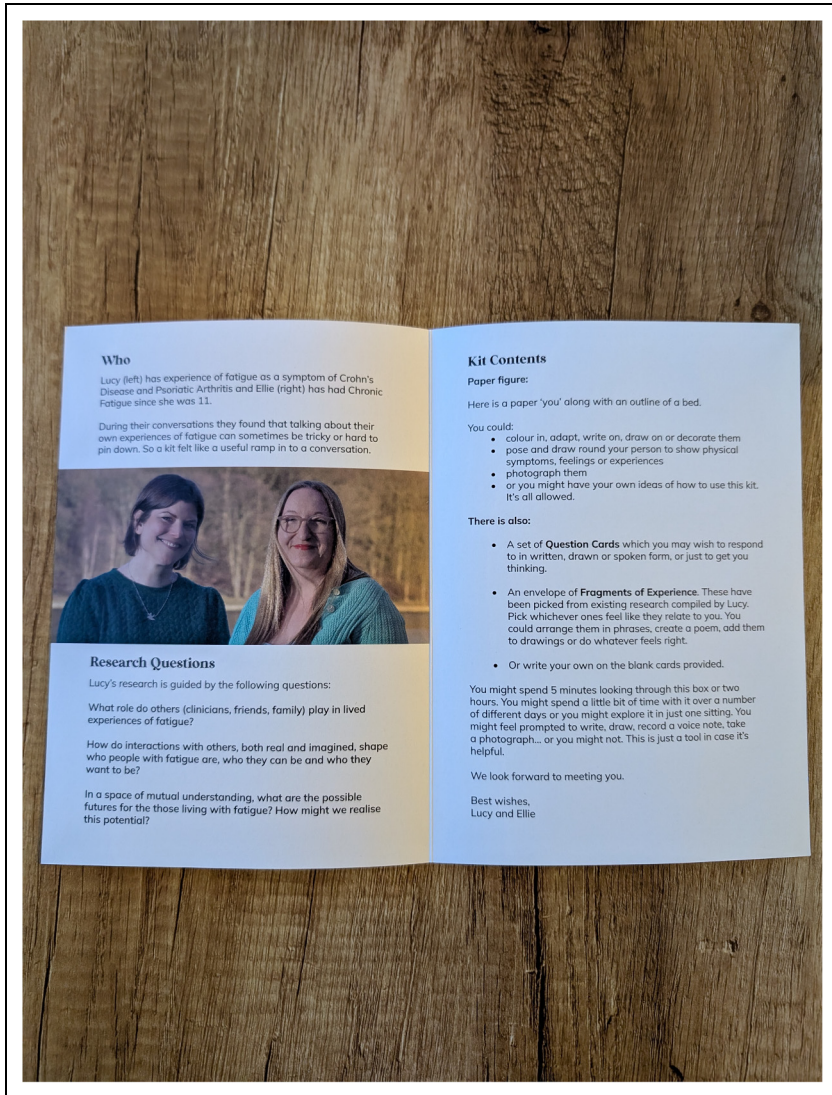 Who
Lucy (left) has experience of fatigue as a symptom of Crohn's
Disease and Psoriatic Arthritis and Ellie (right) has had Chronic
Fatigue since she was 11.
During their conversations they found that talking about their
own experiences of fatigue can sometimes be tricky or hard to
pin down. So a kit felt like a useful ramp in to a conversation.
Research Questions
Lucy's research is guided by the following questions:
What role do others (clinicians, friends, family) play in lived
experiences of fatigue?
How do interactions with others, both real and imagined, shape
who people with fatigue are, who they can be and who they
want to be?
In a space of mutual understanding, what are the possible
futures for the those living with fatigue? How might we realise
this potential?
Kit Contents
Paper figure:
Here is a paper 'you' along with an outline of a bed.
You could:
• colour in, adapt, write on, draw on or decorate them
• pose and draw round your person to show physical
symptoms, feelings or experiences
• photograph them
• or you might have your own ideas of how to use this kit.
It's all allowed.
There is also:
• A set of Question Cards which you may wish to respond
to in written, drawn or spoken form, or just to get you
thinking.
• An envelope of Fragments of Experience. These have
been picked from existing research compiled by Lucy.
Pick whichever ones feel like they relate to you. You
could arrange them in phrases, create a poem, add them
to drawings or do whatever feels right.
• Or write your own on the blank cards provided.
You might spend 5 minutes looking through this box or two
hours. You might spend a little bit of time with it over a number
of different days or you might explore it in just one sitting. You
might feel prompted to write, draw, record a voice note, take
a photograph... or you might not. This is just a tool in case it's
helpful.
We look forward to meeting you.
Best wishes,
Lucy and Ellie